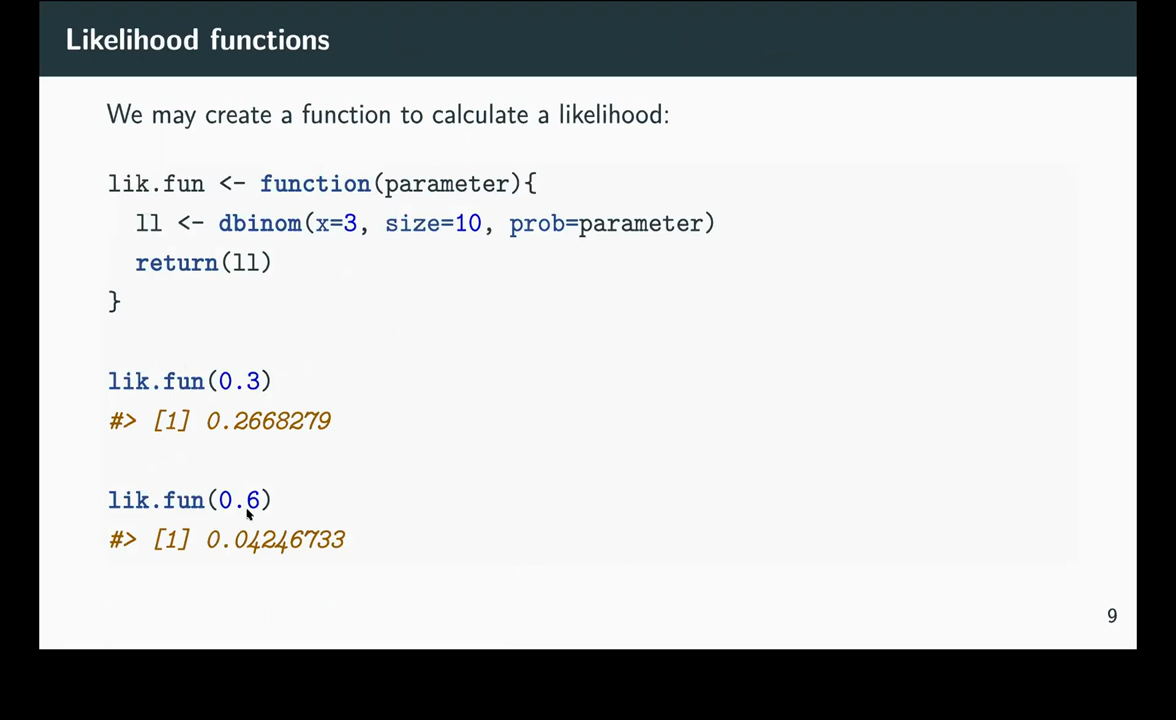 Likelihood functions
We may create a function to calculate a likelihood:
lik.fun <- function(parameter){
  ll <- dbinom(x=3, size=10, prob=parameter)
  return(ll)
}
lik.fun(0.3)
#> [1] 0.2668279
lik.fun(0.6)
#> [1] 0.04246733
9